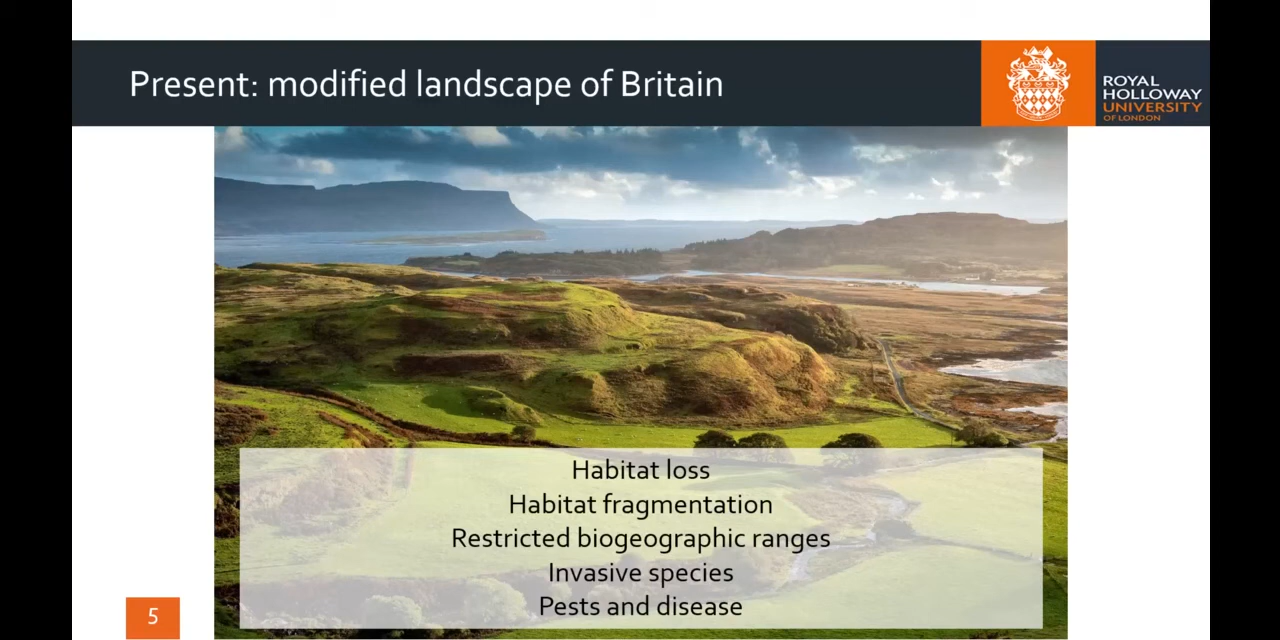 Present: modified landscape of Britain
ROYAL
HOLLOWAY
UNIVERSITY
OF LONDON
Habitat loss
Habitat fragmentation
Restricted biogeographic ranges
Invasive species
Pests and disease
5